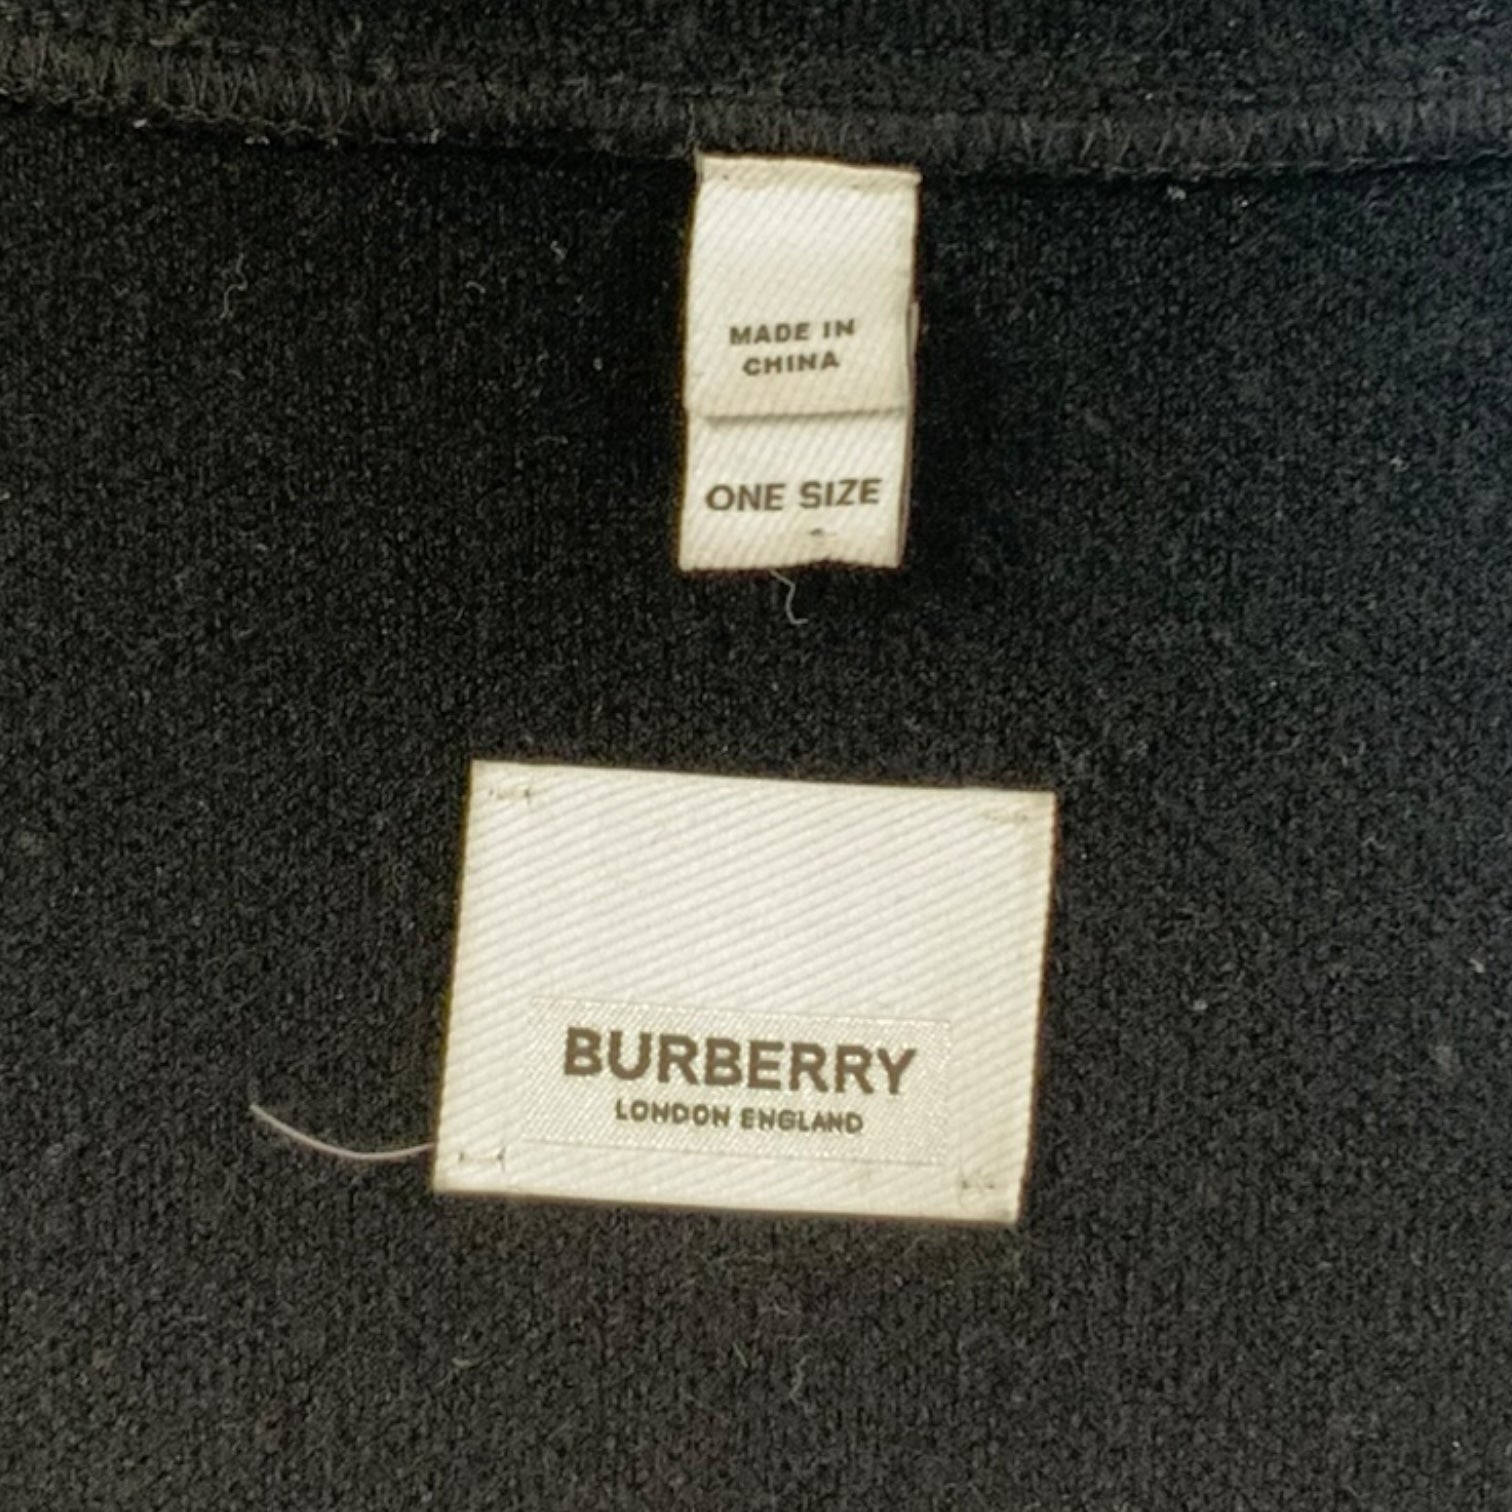 MADE IN
CHINA
ONE SIZE
BURBERRY
LONDON ENGLAND